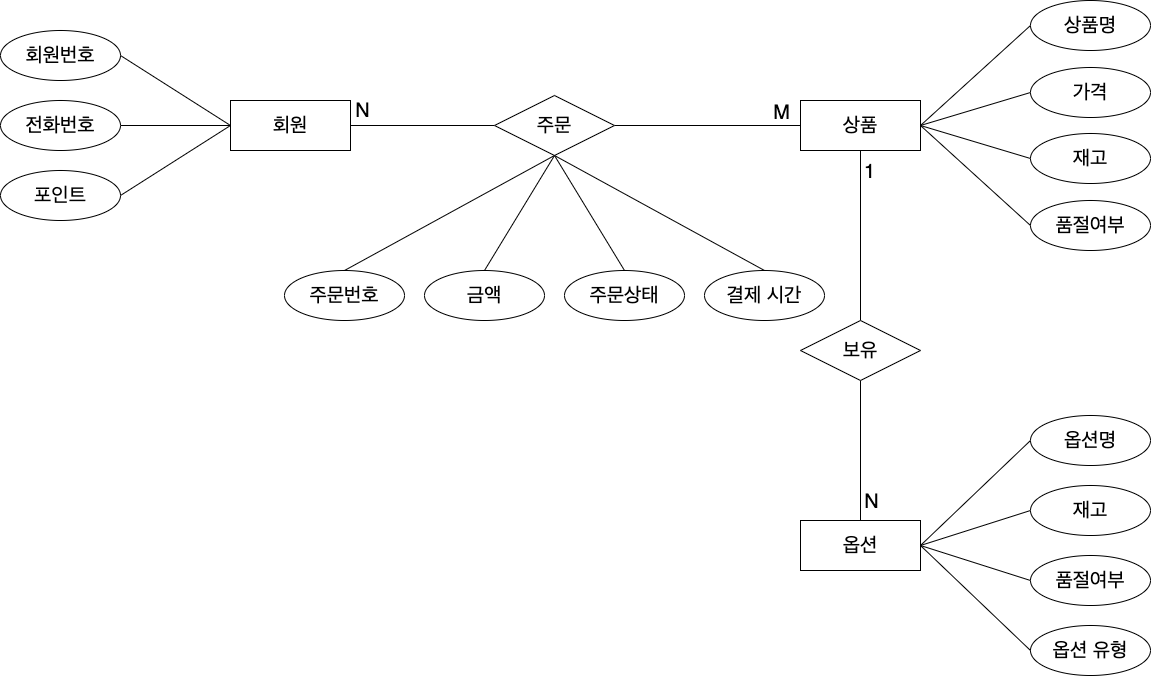 상품명
회원번호
가격
회원
N
주문
M
상품
전화번호
재고
1
포인트
품절여부
주문번호
금액
주문상태
결제 시간
보유
옵션명
N
재고
옵션
품절여부
옵션 유형